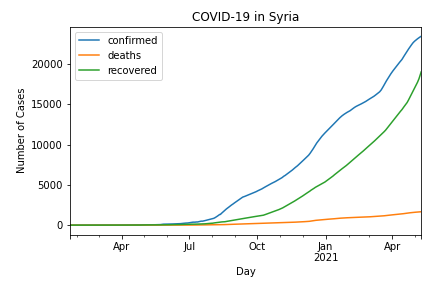 COVID-19 in Syria
confirmed
deaths
recovered
Number of Cases
20000
15000
10000
5000
0
Apr Jul Oct Jan Apr
2021
Day